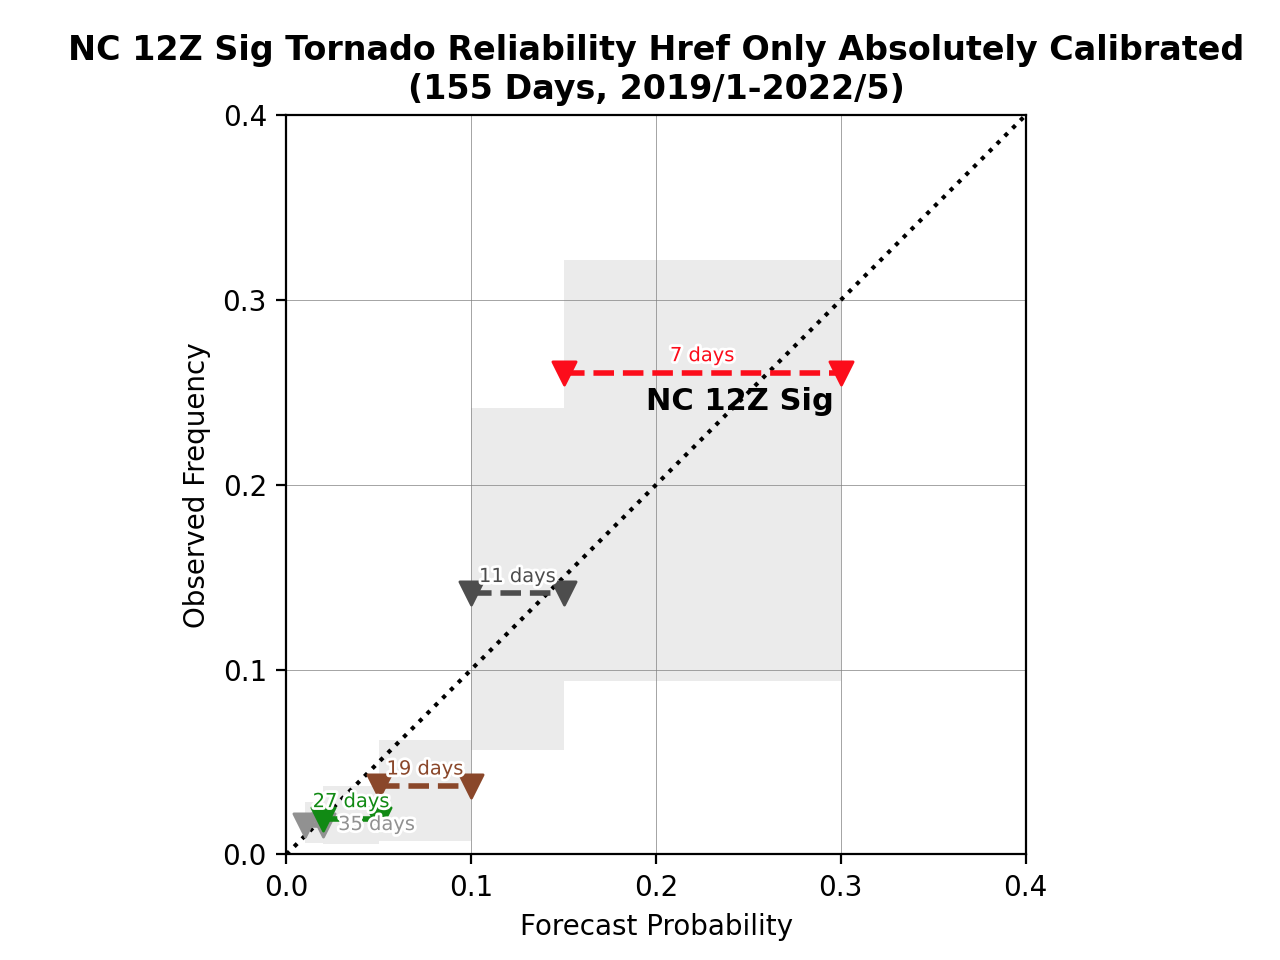 NC 12Z Sig Tornado Reliability Href Only Absolutely Calibrated
(155 Days, 2019/1-2022/5)
0.4
0.3
7 days
NC 12Z Sig
Observed Frequency
0.2
11 days
0.1
19 days
27 days
35 days
0.0
0.0 0.1 0.2 0.3 0.4
Forecast Probability